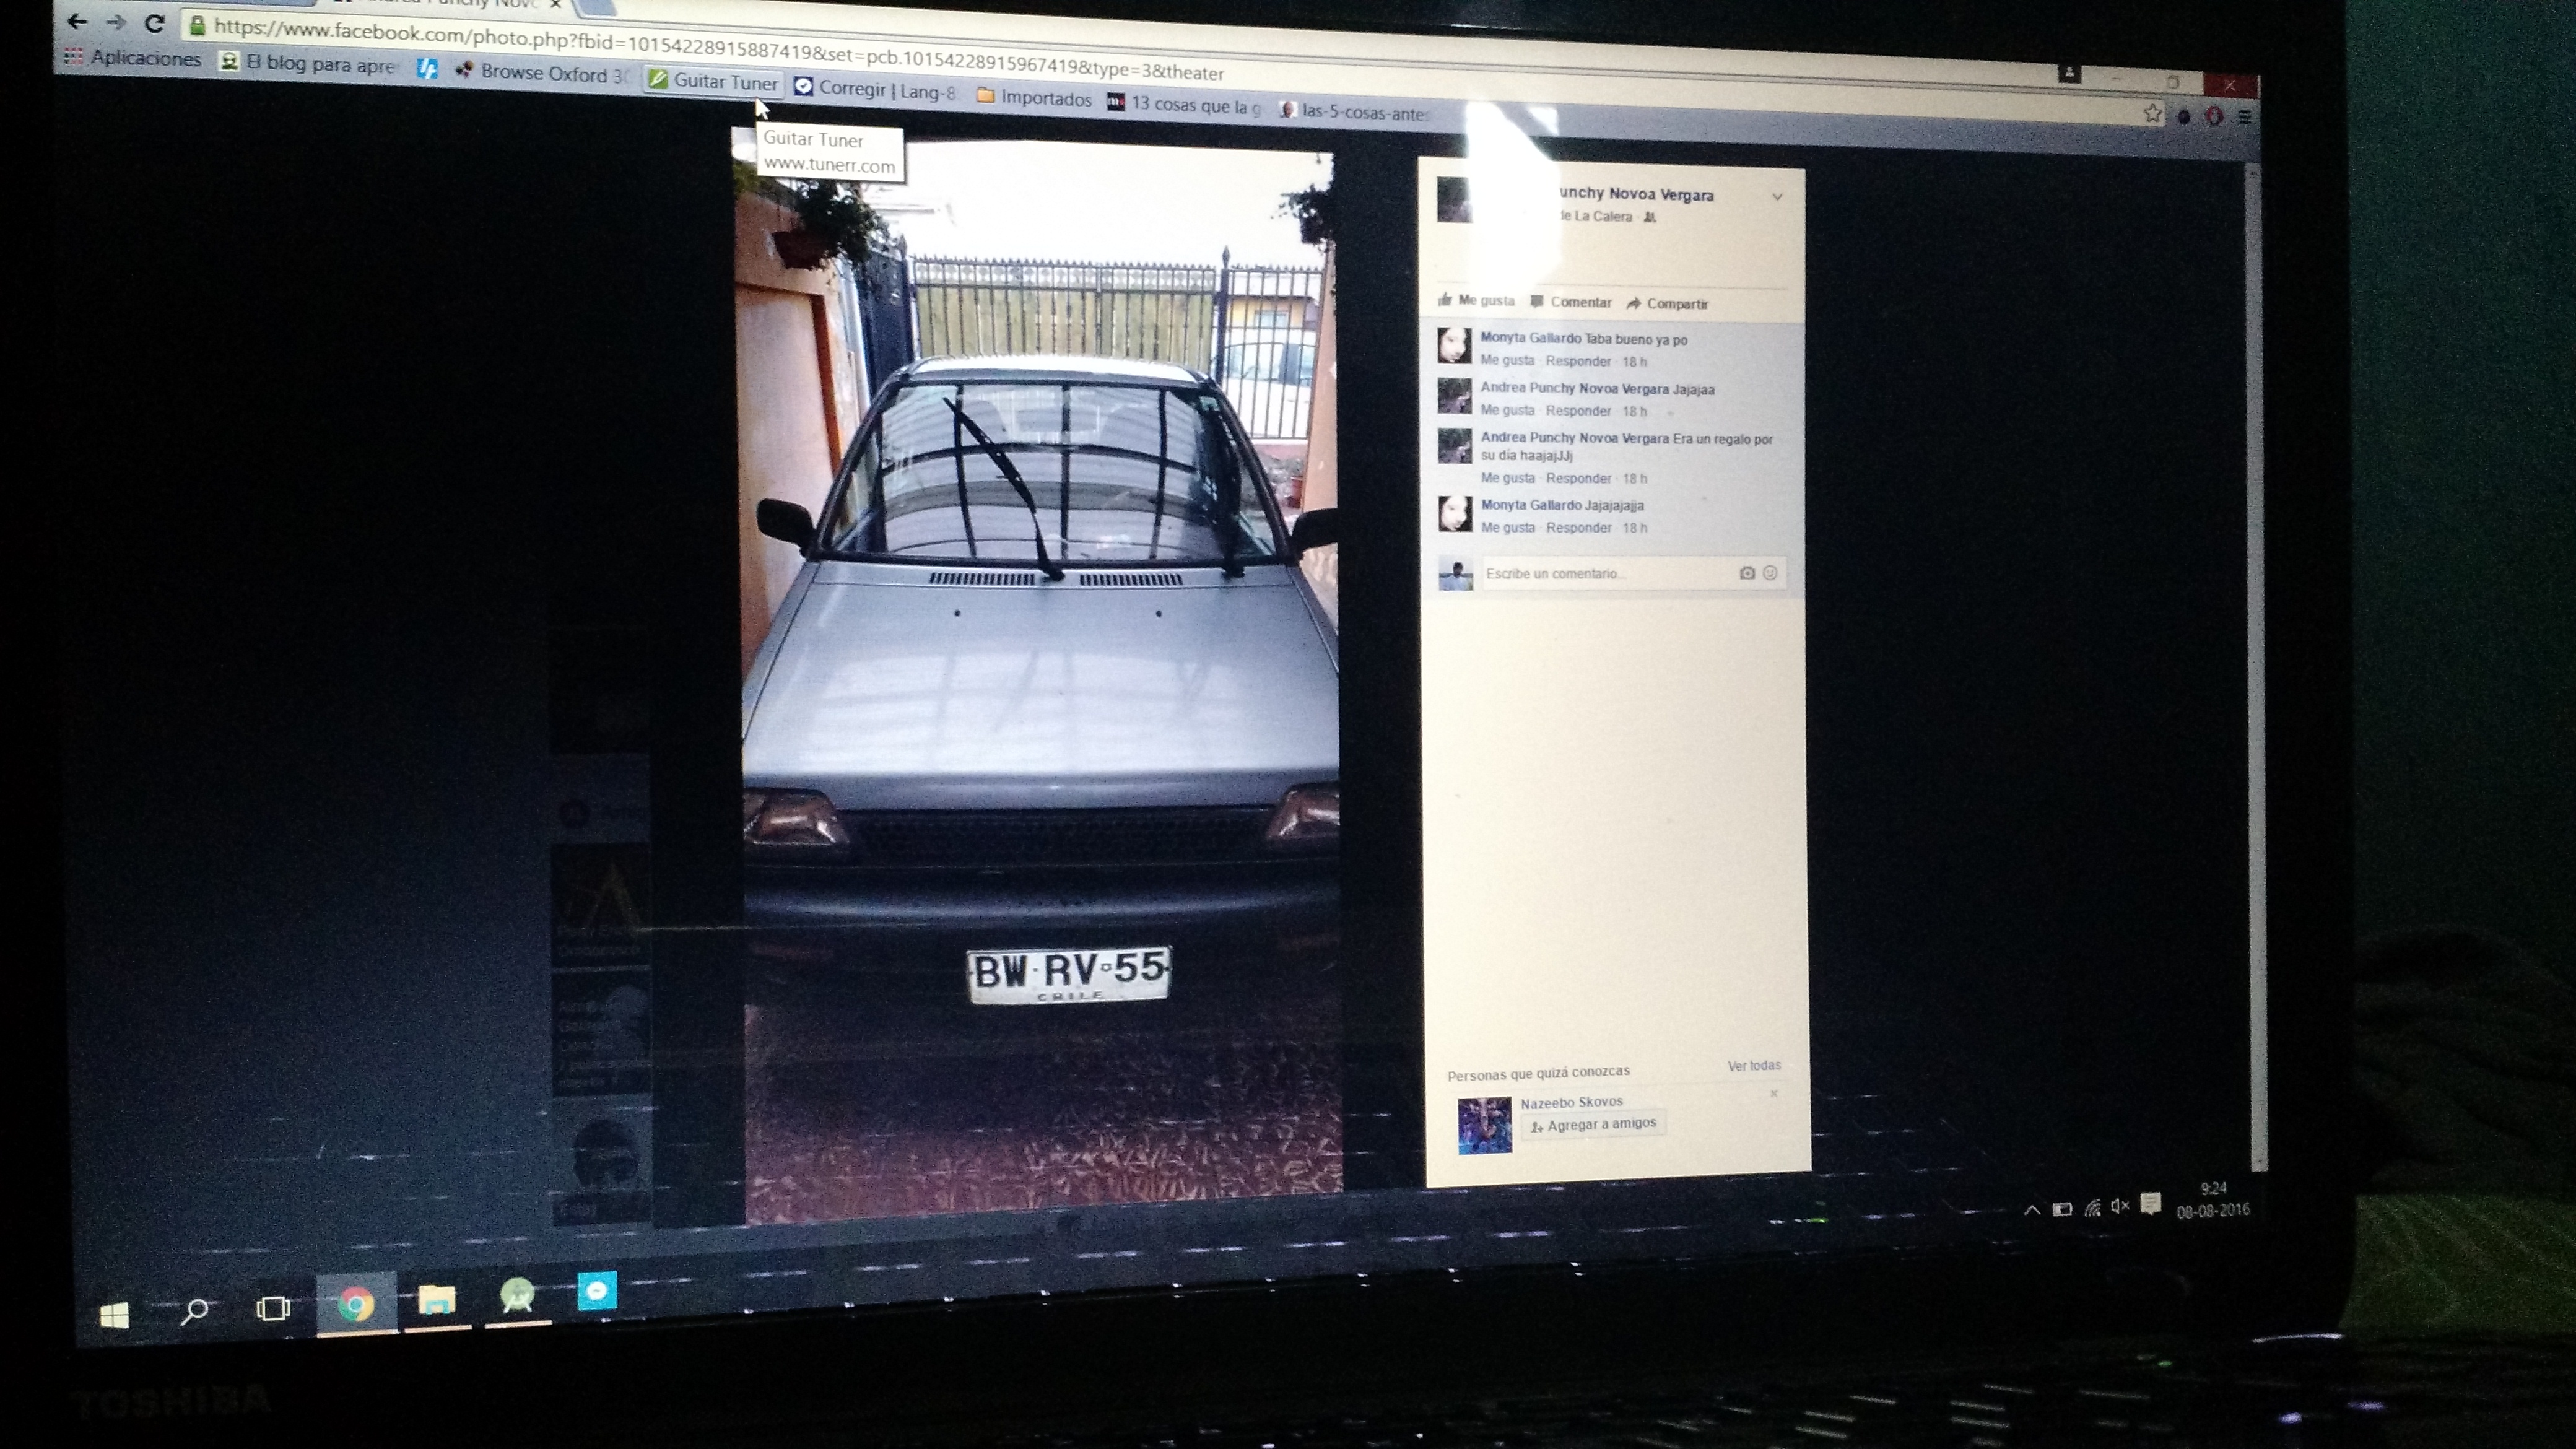 https://www.facebook.com/photo.php?fbid=10154228915887419&set=pcb.10154228915967419&type=3&theater
Aplicaciones El blog para apre Browse Oxford 3 Guitar Tuner Corregir | Lang-8 Importados 13 cosas que la g las-5-cosas-ante
Guitar Tuner
www.tunerr.com
unchy Novoa Vergara
de La Calera
Me gusta Comentar Compartir
Monyta Gallardo Taba bueno ya po
Me gusta · Responder · 18 h
Andrea Punchy Novoa Vergara Jajajaa
Me gusta · Responder · 18 h
Andrea Punchy Novoa Vergara Era un regalo por
su día haajajJJj
Me gusta · Responder · 18 h
Monyta Gallardo Jajajajajja
Me gusta · Responder · 18 h
Escribe un comentario...
BW·RV·55
CHILE
Personas que quizá conozcas Ver todas
Nazeebo Skovos
Agregar a amigos
9:24
08-08-2016
TOSHIBA